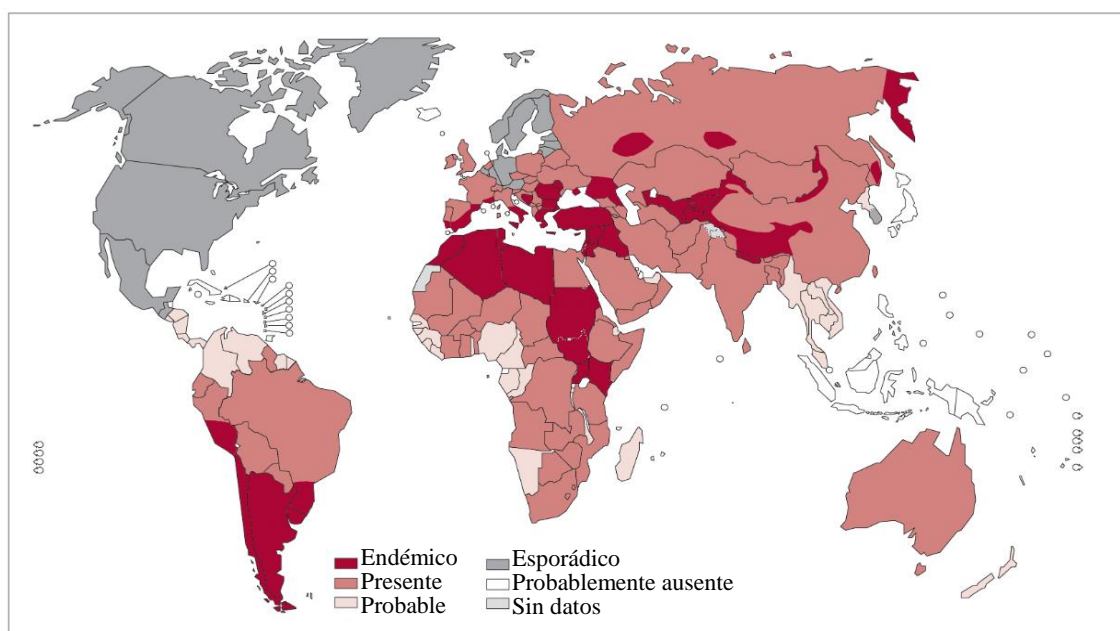 Endémico
Presente
Probable
Esporádico
Probablemente ausente
Sin datos